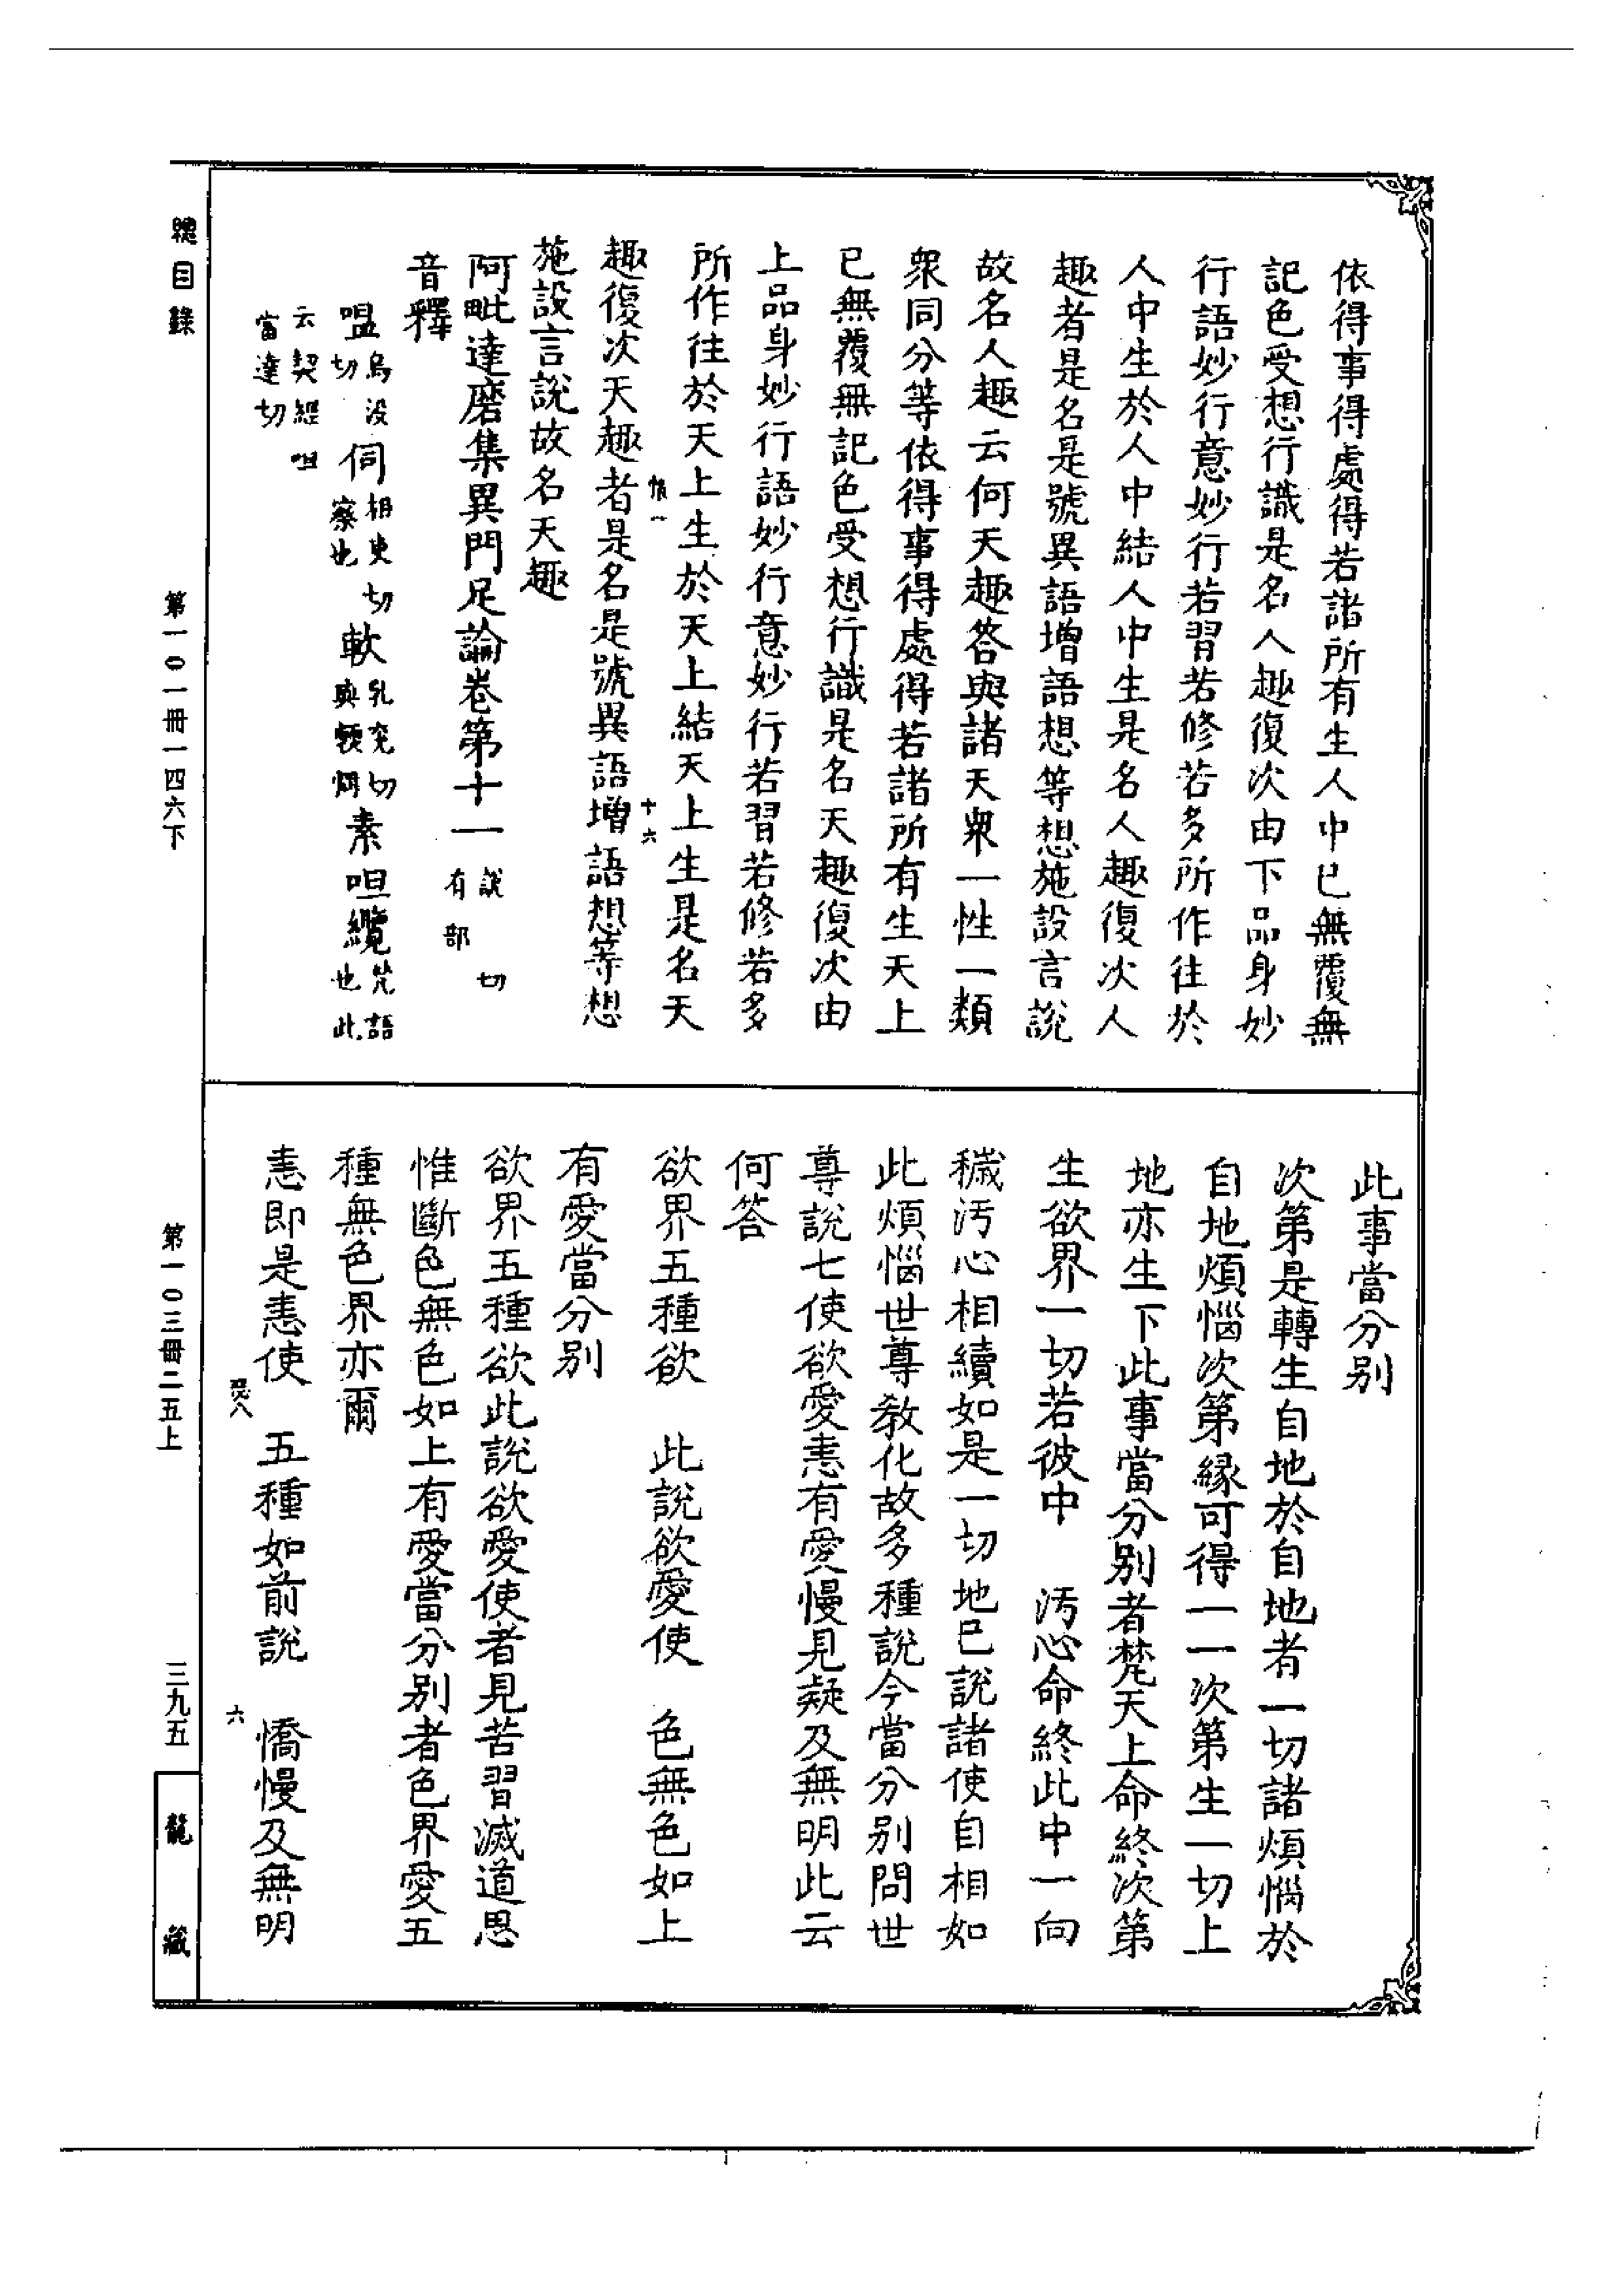 依得事得處得若諸所有生人中已無覆無
記色受想行識是名人趣復次由下品身妙
行語妙行意妙行若習若修若多所作往於
人中生於人中結人中生是名人趣復次人
趣者是名是號異語增語想等想施設言說
故名人趣云何天趣答與諸天衆一性一類
衆同分等依得事得處得若諸所有生天上
已無覆無記色受想行識是名天趣復次由
上品身妙行語妙行意妙行若習若修若多
所作往於天上生於天上結天上生是名天
十六
趣復次天趣者是名是號異語增語想等想
施設言說故名天趣
阿毗達磨集異門足論卷第十一 說一切有部
音釋
嗢烏沒切 伺相吏切察也 軟乳兖切與輭同 素呾纜梵語也此
云契經呾
當達切
此事當分別
次第是轉生自地於自地者一切諸煩惱於
自地煩惱次第緣可得一一次第生一切上
地亦生下此事當分別者梵天上命終次第
生欲界一切若彼中 污心命終此中一向
穢污心相續如是一切地已說諸使自相如
此煩惱世尊教化故多種說今當分別問世
尊說七使欲愛恚有愛慢見疑及無明此云
何答
欲界五種欲 此說欲愛使 色無色如上
有愛當分別
欲界五種欲此說欲愛使者見苦習滅道思
惟斷色無色如上有愛當分別者色界愛五
種無色界亦爾
恚即是恚使 五種如前說 憍慢及無明
六
總目錄
第一〇一冊一四六下
第一〇三冊二五上
三九五
龍藏